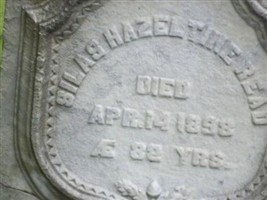 SILAS HAZELTINE READ
DIED
APR. 14 1898
Æ 82 YRS.